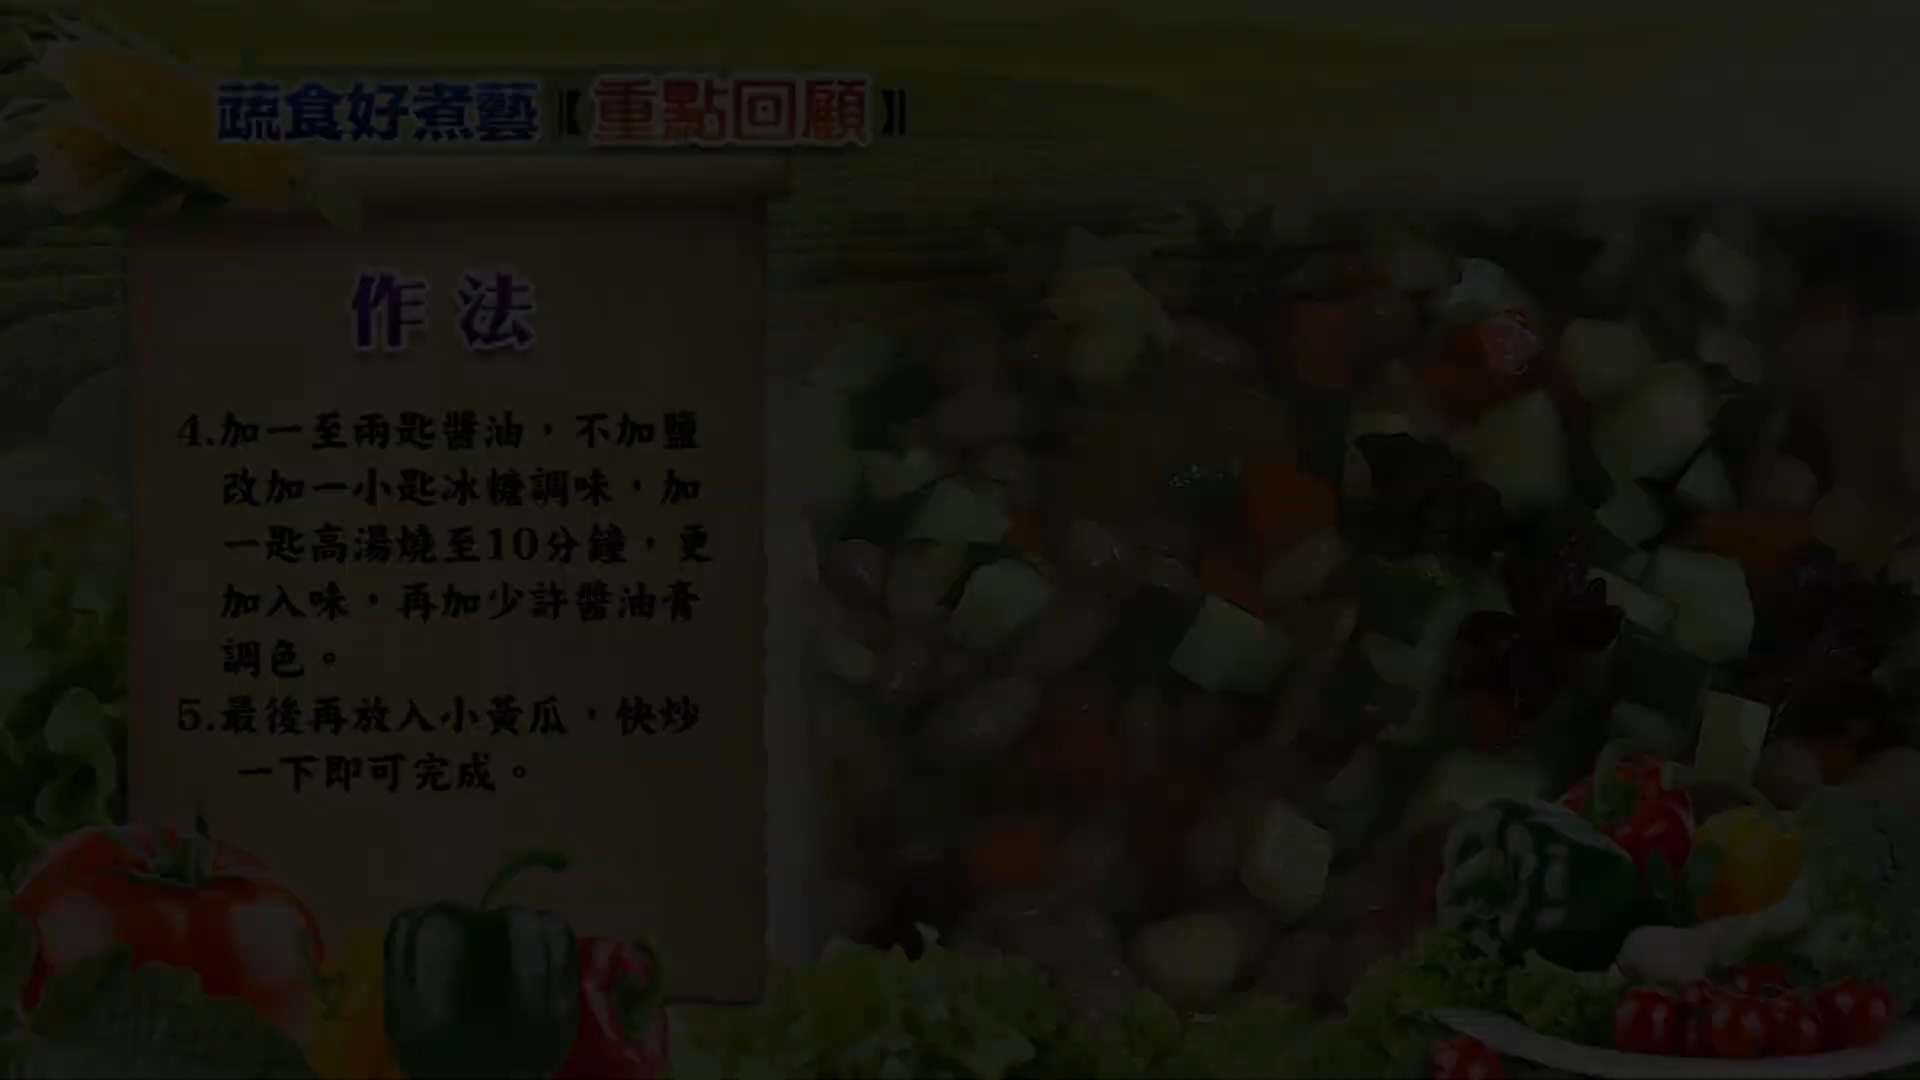 蔬食好煮藝【重點回顧】
作法
4.加一至兩匙醬油，不加鹽
改加一小匙冰糖調味，加
一匙高湯燒至10分鐘，更
加入味，再加少許醬油膏
調色。
5.最後再放入小黃瓜，快炒
一下即可完成。